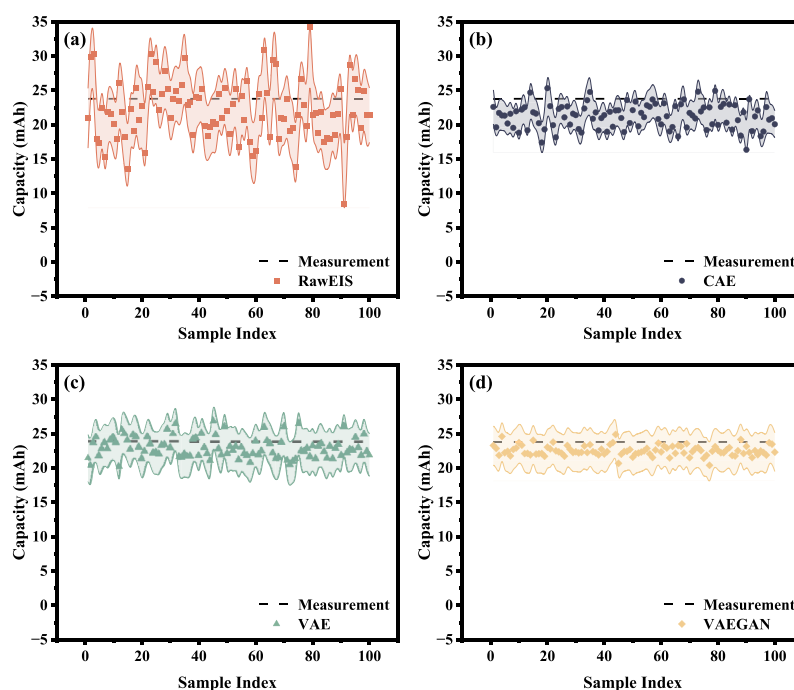 (a)
Capacity (mAh)
35
30
25
20
15
10
5
0
−5
Measurement
RawEIS
0 20 40 60 80 100
Sample Index
(b)
Capacity (mAh)
35
30
25
20
15
10
5
0
−5
Measurement
CAE
0 20 40 60 80 100
Sample Index
(c)
Capacity (mAh)
35
30
25
20
15
10
5
0
−5
Measurement
VAE
0 20 40 60 80 100
Sample Index
(d)
Capacity (mAh)
35
30
25
20
15
10
5
0
−5
Measurement
VAEGAN
0 20 40 60 80 100
Sample Index